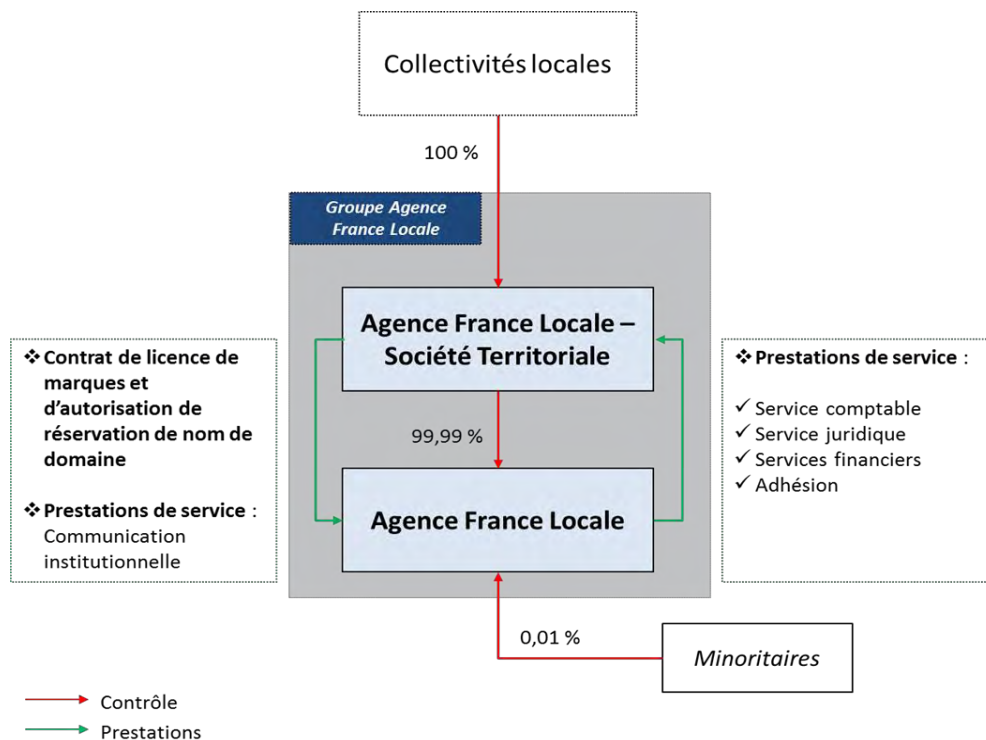 Collectivités locales
100 %
Groupe Agence
France Locale
Agence France Locale –
Société Territoriale
❖ Contrat de licence de
marques et
d'autorisation de
réservation de nom de
domaine
❖ Prestations de service :
Communication
institutionnelle
99,99 %
Agence France Locale
❖ Prestations de service :
✓ Service comptable
✓ Service juridique
✓ Services financiers
✓ Adhésion
0,01 %
Minoritaires
Contrôle
Prestations